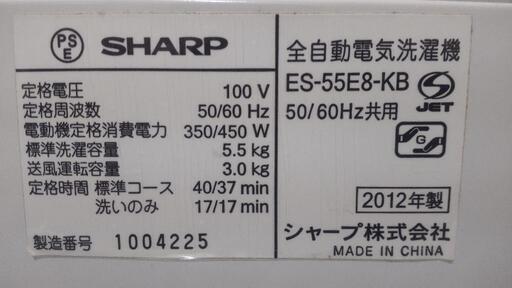 PS
E
SHARP
定格電圧 100 V
定格周波数 50/60 Hz
電動機定格消費電力 350/450 W
標準洗濯容量 5.5 kg
送風運転容量 3.0 kg
定格時間 標準コース 40/37 min
洗いのみ 17/17 min
製造番号 1004225
全自動電気洗濯機
ES-55E8-KB
S
JET
50/60Hz共用
G
2012年製
シャープ株式会社
MADE IN CHINA